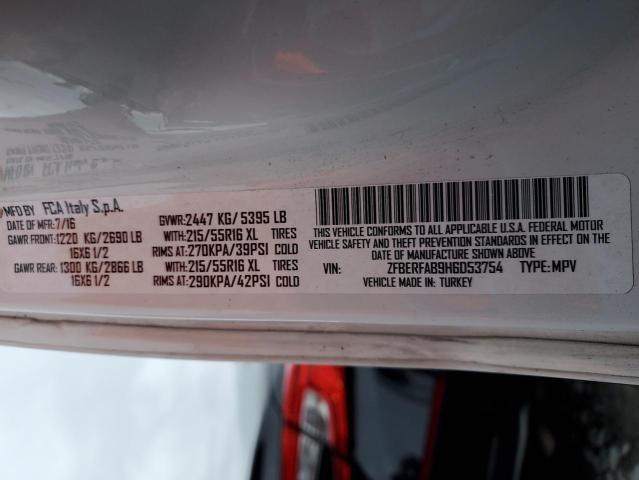 MFD BY FCA Italy S.p.A.
DATE OF MFR:7/16 GVWR:2447 KG/ 5395 LB
GAWR FRONT:1220 KG/2690 LB WITH:215/55R16 XL TIRES
16X6 1/2 RIMS AT:270KPA/39PSI COLD
GAWR REAR:1300 KG/2866 LB WITH:215/55R16 XL TIRES
16X6 1/2 RIMS AT:290KPA/42PSI COLD
THIS VEHICLE CONFORMS TO ALL APPLICABLE U.S.A. FEDERAL MOTOR
VEHICLE SAFETY AND THEFT PREVENTION STANDARDS IN EFFECT ON THE
DATE OF MANUFACTURE SHOWN ABOVE
VIN: ZFBERFAB9H6D53754 TYPE:MPV
VEHICLE MADE IN: TURKEY